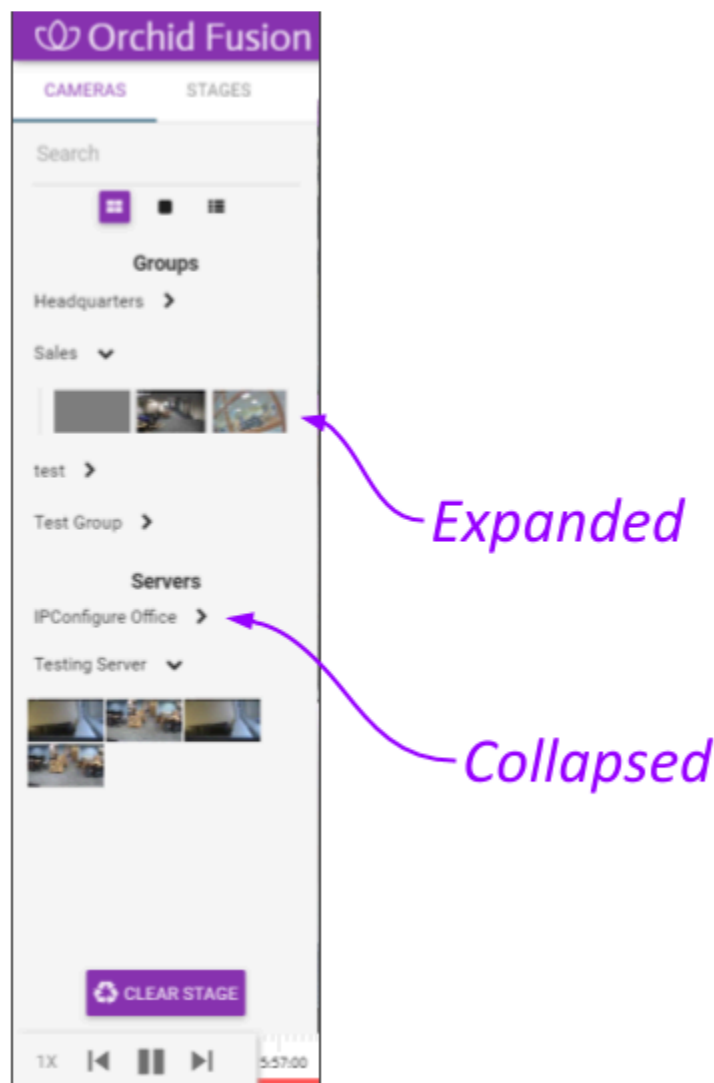 Orchid Fusion
CAMERAS STAGES
Search
Groups
Headquarters
Sales
Expanded
test
Test Group
Servers
IPConfigure Office
Testing Server
Collapsed
CLEAR STAGE
1X 5:57:00